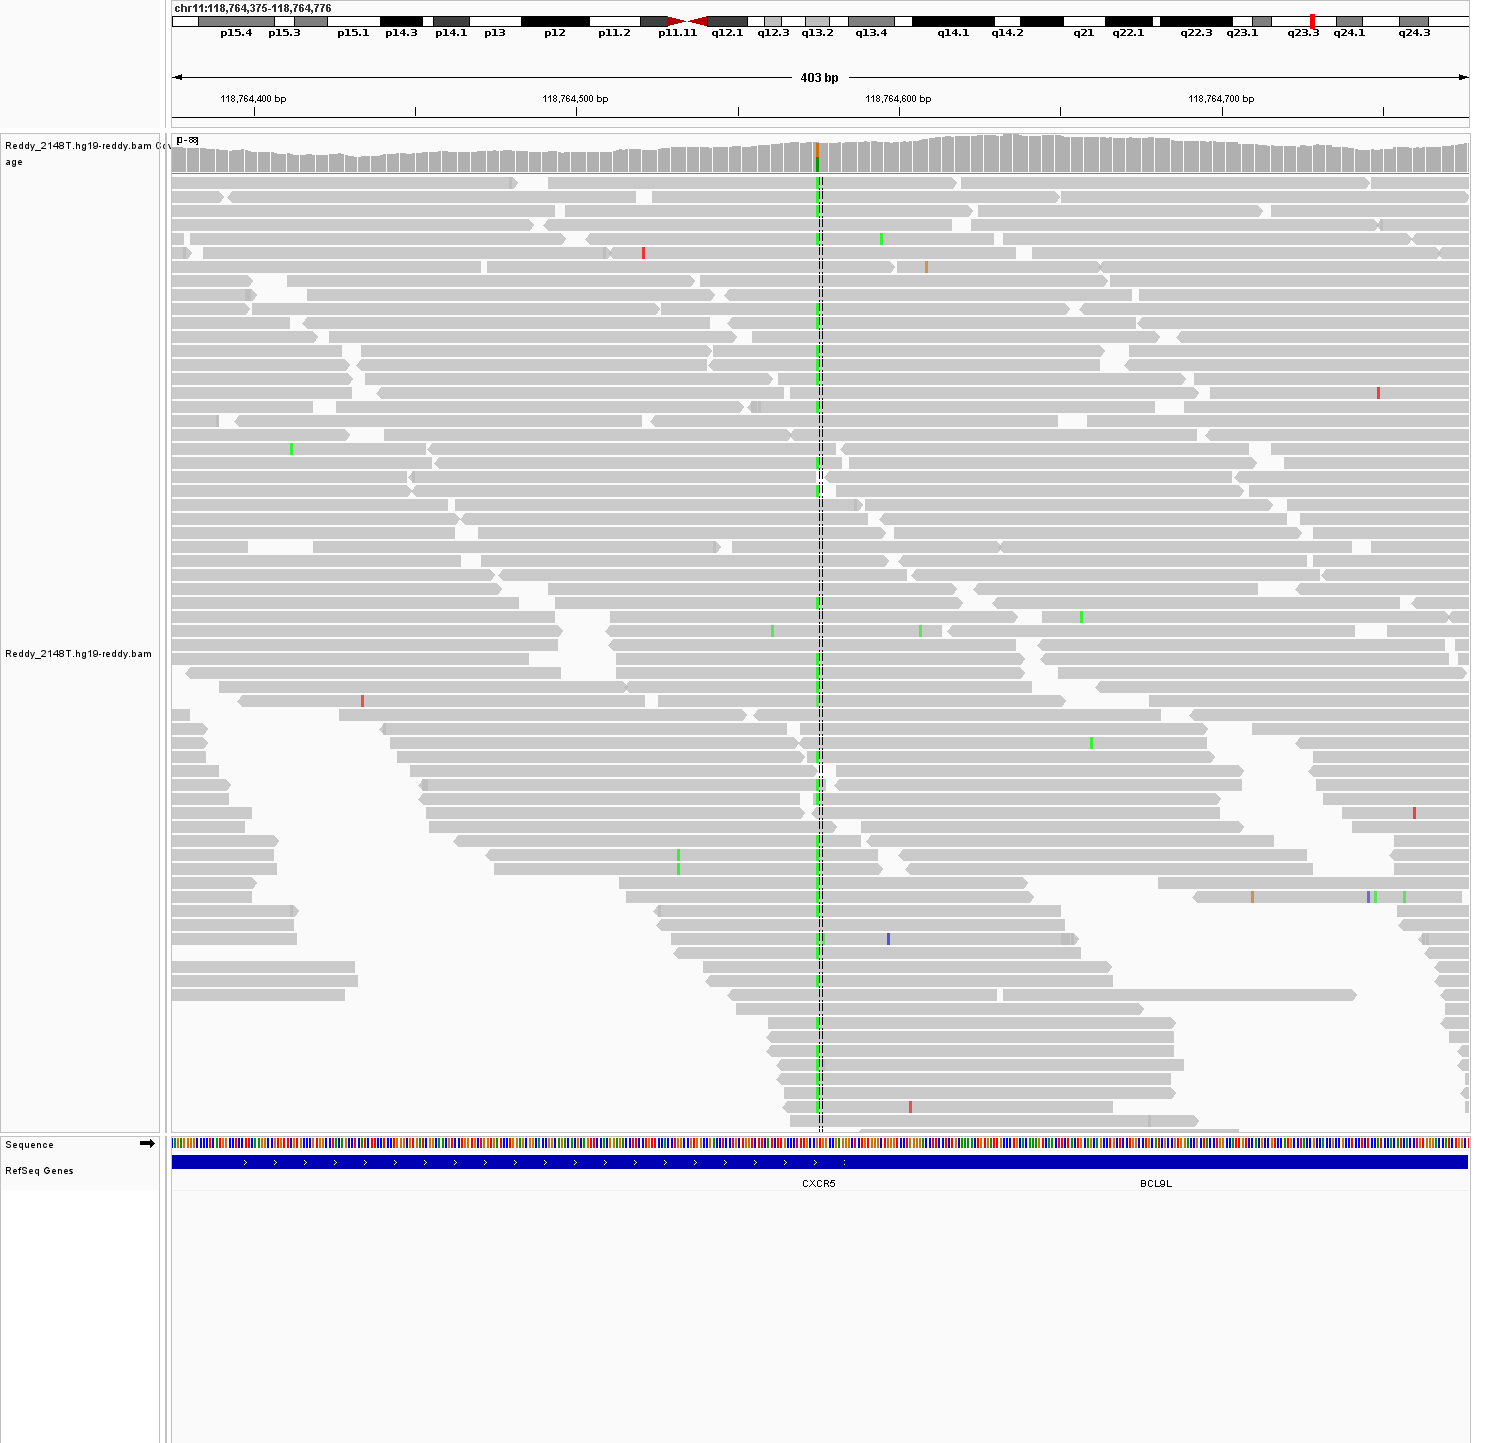 chr11:118,764,375-118,764,776
p15.4 p15.3 p15.1 p14.3 p14.1 p13 p12 p11.2 p11.11 q12.1 q12.3 q13.2 q13.4 q14.1 q14.2 q21 q22.1 q22.3 q23.1 q23.3 q24.1 q24.3
403 bp
118,764,400 bp 118,764,500 bp 118,764,600 bp 118,764,700 bp
Reddy_2148T.hg19-reddy.bam Cov
age
[0 - 88]
Reddy_2148T.hg19-reddy.bam
Sequence
RefSeq Genes
CXCR5 BCL9L